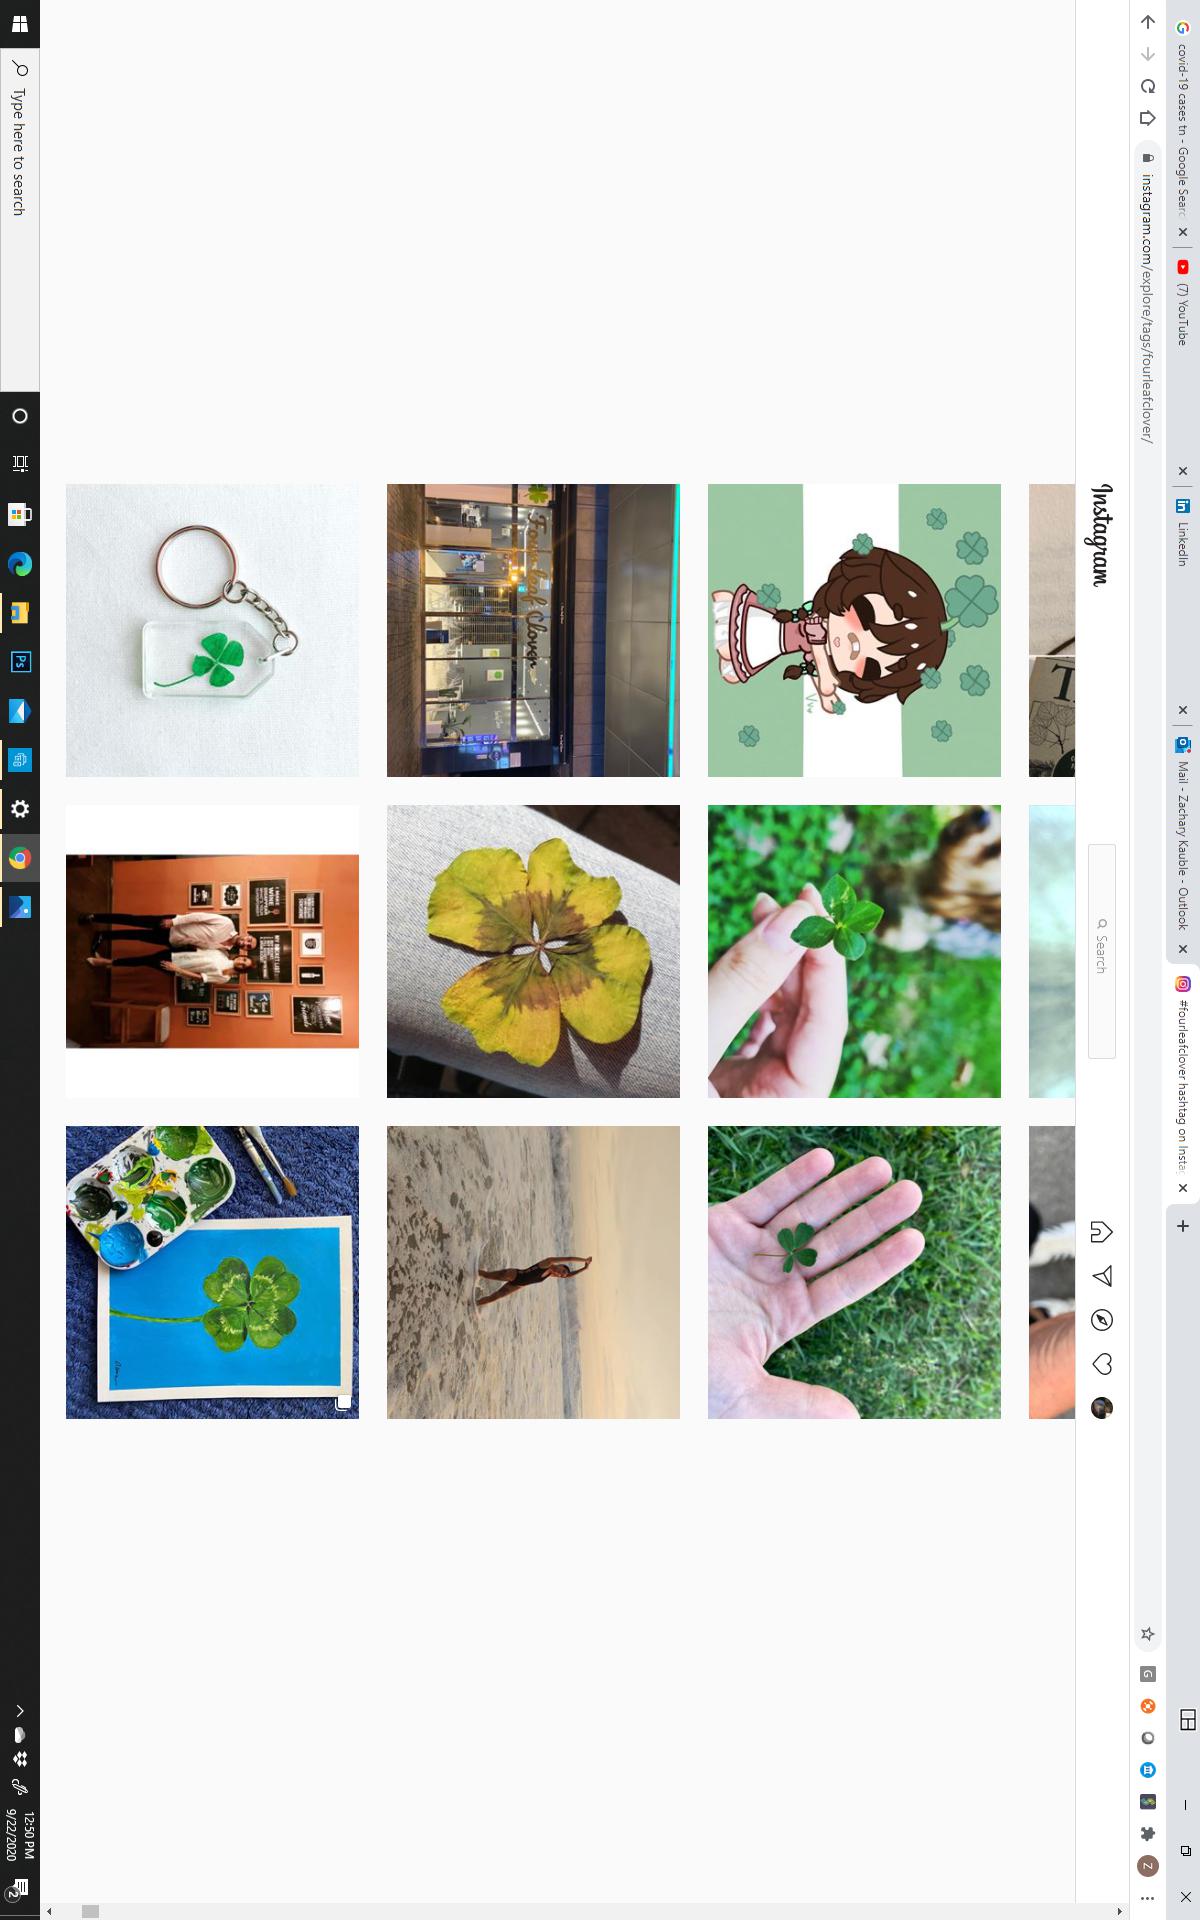 covid-19 cases tn - Google Searc
(7) YouTube
LinkedIn
Mail - Zachary Kauble - Outlook
#fourleafclover hashtag on Insta
instagram.com/explore/tags/fourleafclover/
G
Z
Instagram
Search
T
Four Leaf Clover
Type here to search
Ps
12:50 PM
9/22/2020
2